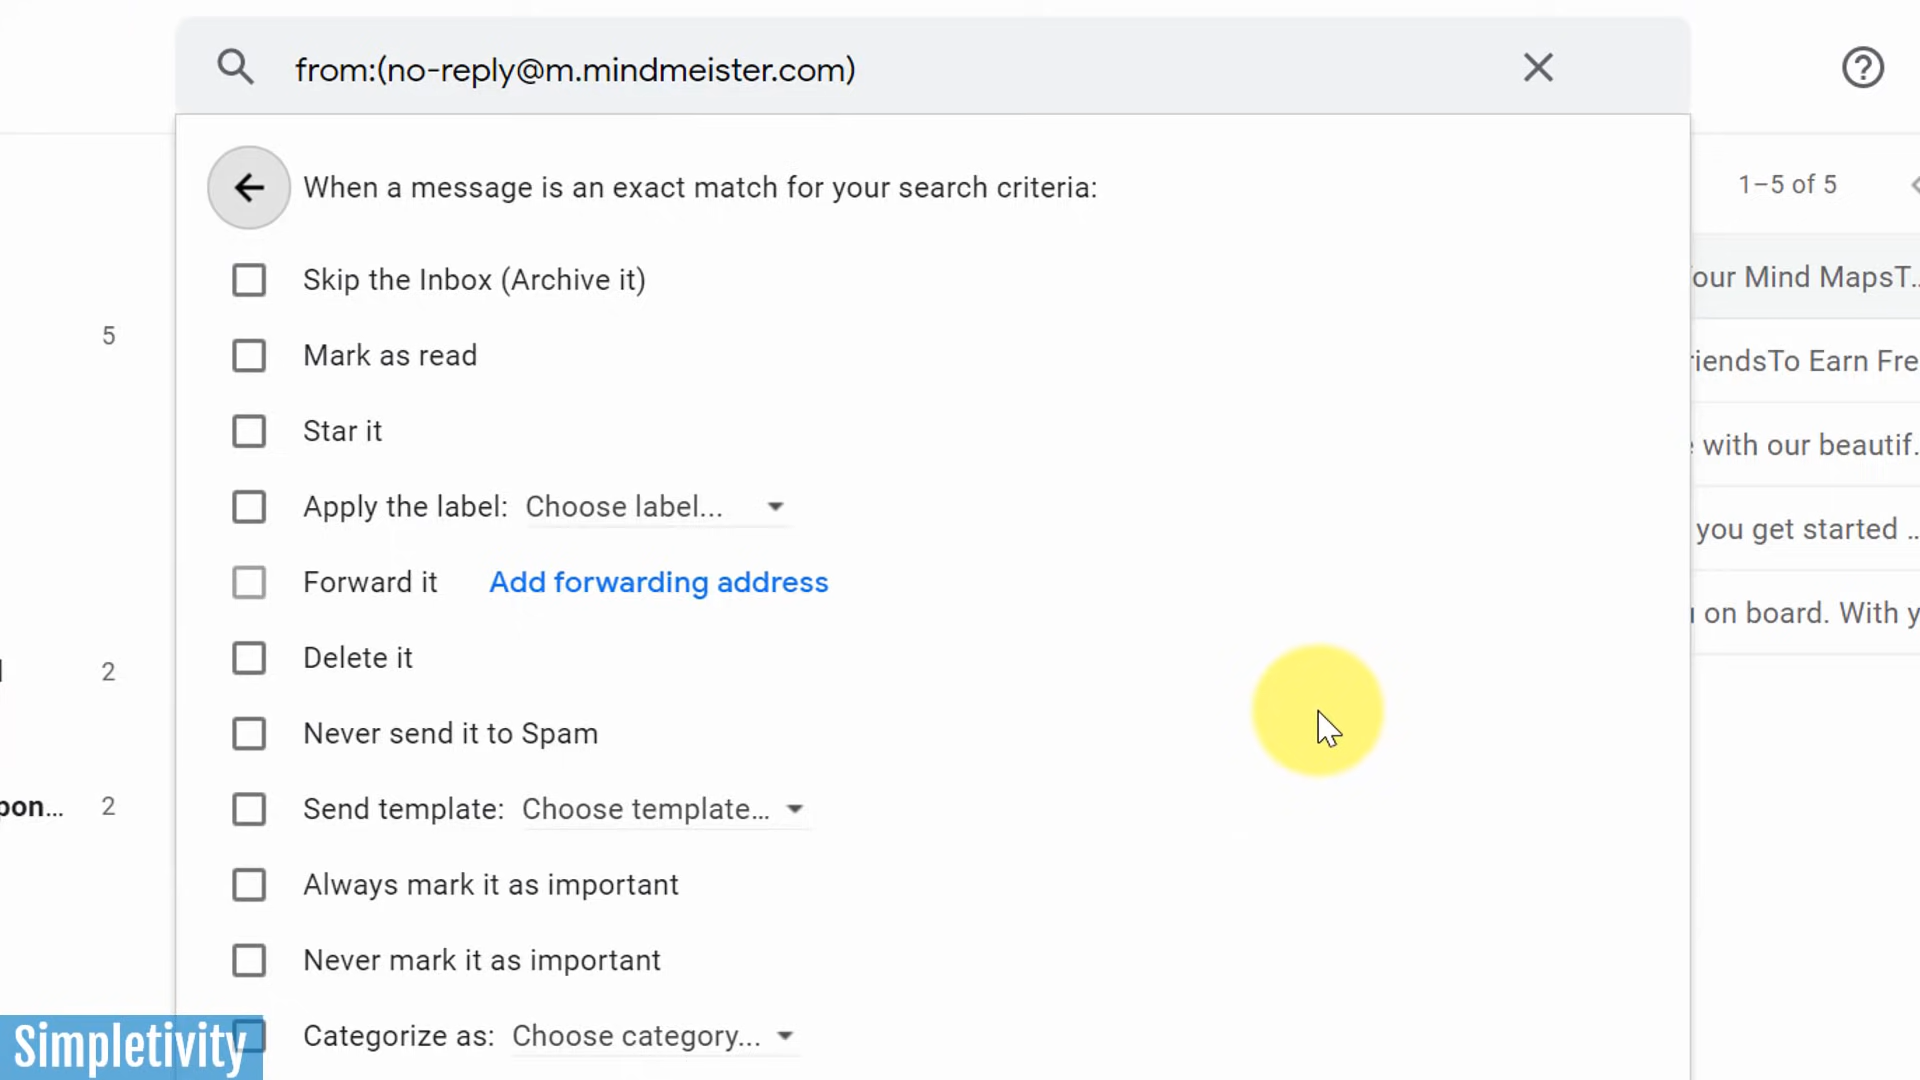 from:(no-reply@m.mindmeister.com)
When a message is an exact match for your search criteria:
1–5 of 5
Skip the Inbox (Archive it)
our Mind MapsT...
5
Mark as read
iendsTo Earn Fre
Star it
with our beautif...
Apply the label: Choose label...
you get started ...
Forward it Add forwarding address
on board. With y
Delete it
2
Never send it to Spam
Send template: Choose template...
pon... 2
Always mark it as important
Never mark it as important
Categorize as: Choose category...
Simpletivity